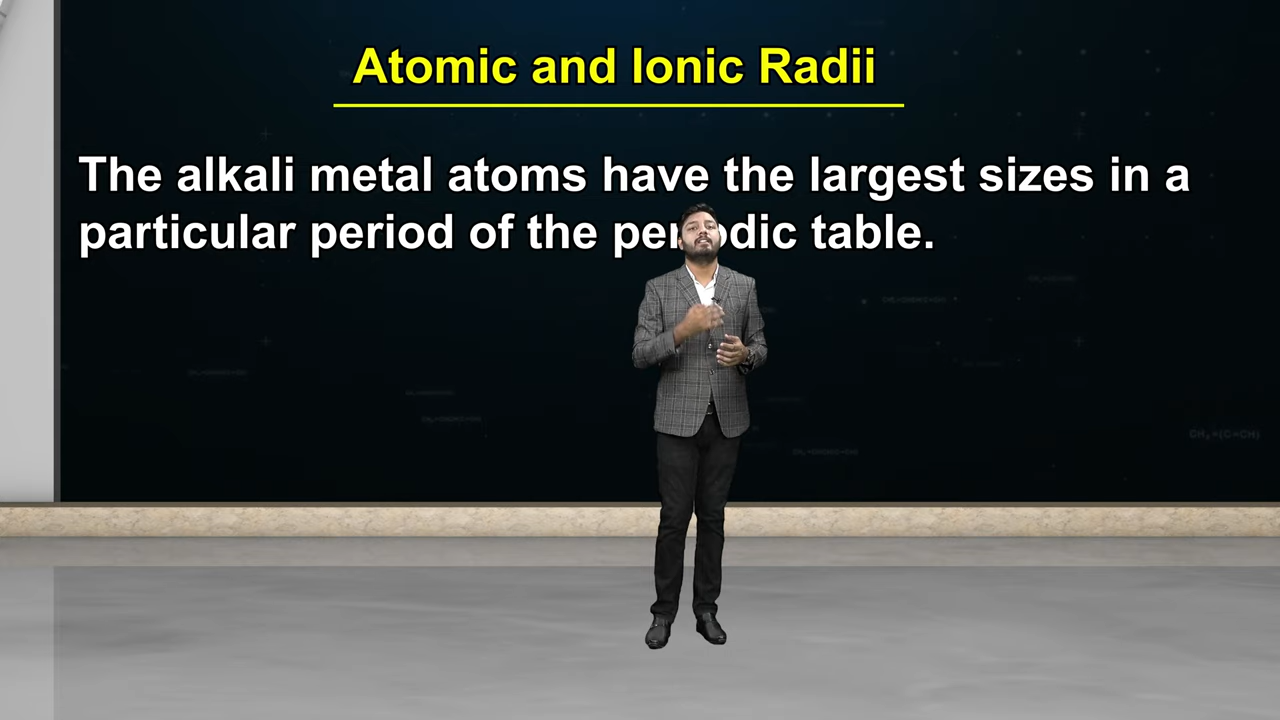 Atomic and Ionic Radii
The alkali metal atoms have the largest sizes in a
particular period of the periodic table.